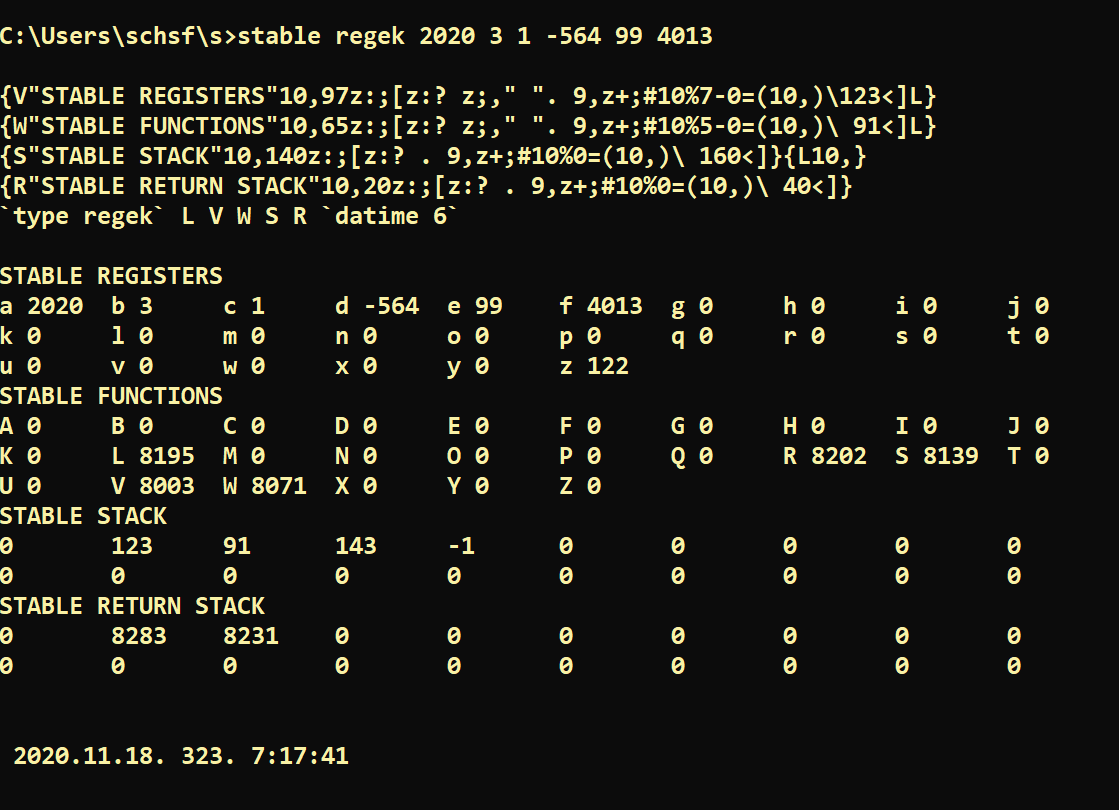 C:\Users\schsf\s>stable regek 2020 3 1 -564 99 4013
{V"STABLE REGISTERS"10,97z:;[z:? z;," ". 9,z+;#10%7-0=(10,)\123<]L}
{W"STABLE FUNCTIONS"10,65z:;[z:? z;," ". 9,z+;#10%5-0=(10,)\ 91<]L}
{S"STABLE STACK"10,140z:;[z:? . 9,z+;#10%0=(10,)\ 160<]}{L10,}
{R"STABLE RETURN STACK"10,20z:;[z:? . 9,z+;#10%0=(10,)\ 40<]}
`type regek` L V W S R `datime 6`
STABLE REGISTERS
a 2020 b 3 c 1 d -564 e 99 f 4013 g 0 h 0 i 0 j 0
k 0 l 0 m 0 n 0 o 0 p 0 q 0 r 0 s 0 t 0
u 0 v 0 w 0 x 0 y 0 z 122
STABLE FUNCTIONS
A 0 B 0 C 0 D 0 E 0 F 0 G 0 H 0 I 0 J 0
K 0 L 8195 M 0 N 0 O 0 P 0 Q 0 R 8202 S 8139 T 0
U 0 V 8003 W 8071 X 0 Y 0 Z 0
STABLE STACK
0 123 91 143 -1 0 0 0 0 0
0 0 0 0 0 0 0 0 0 0
STABLE RETURN STACK
0 8283 8231 0 0 0 0 0 0 0
0 0 0 0 0 0 0 0 0 0
2020.11.18. 323. 7:17:41